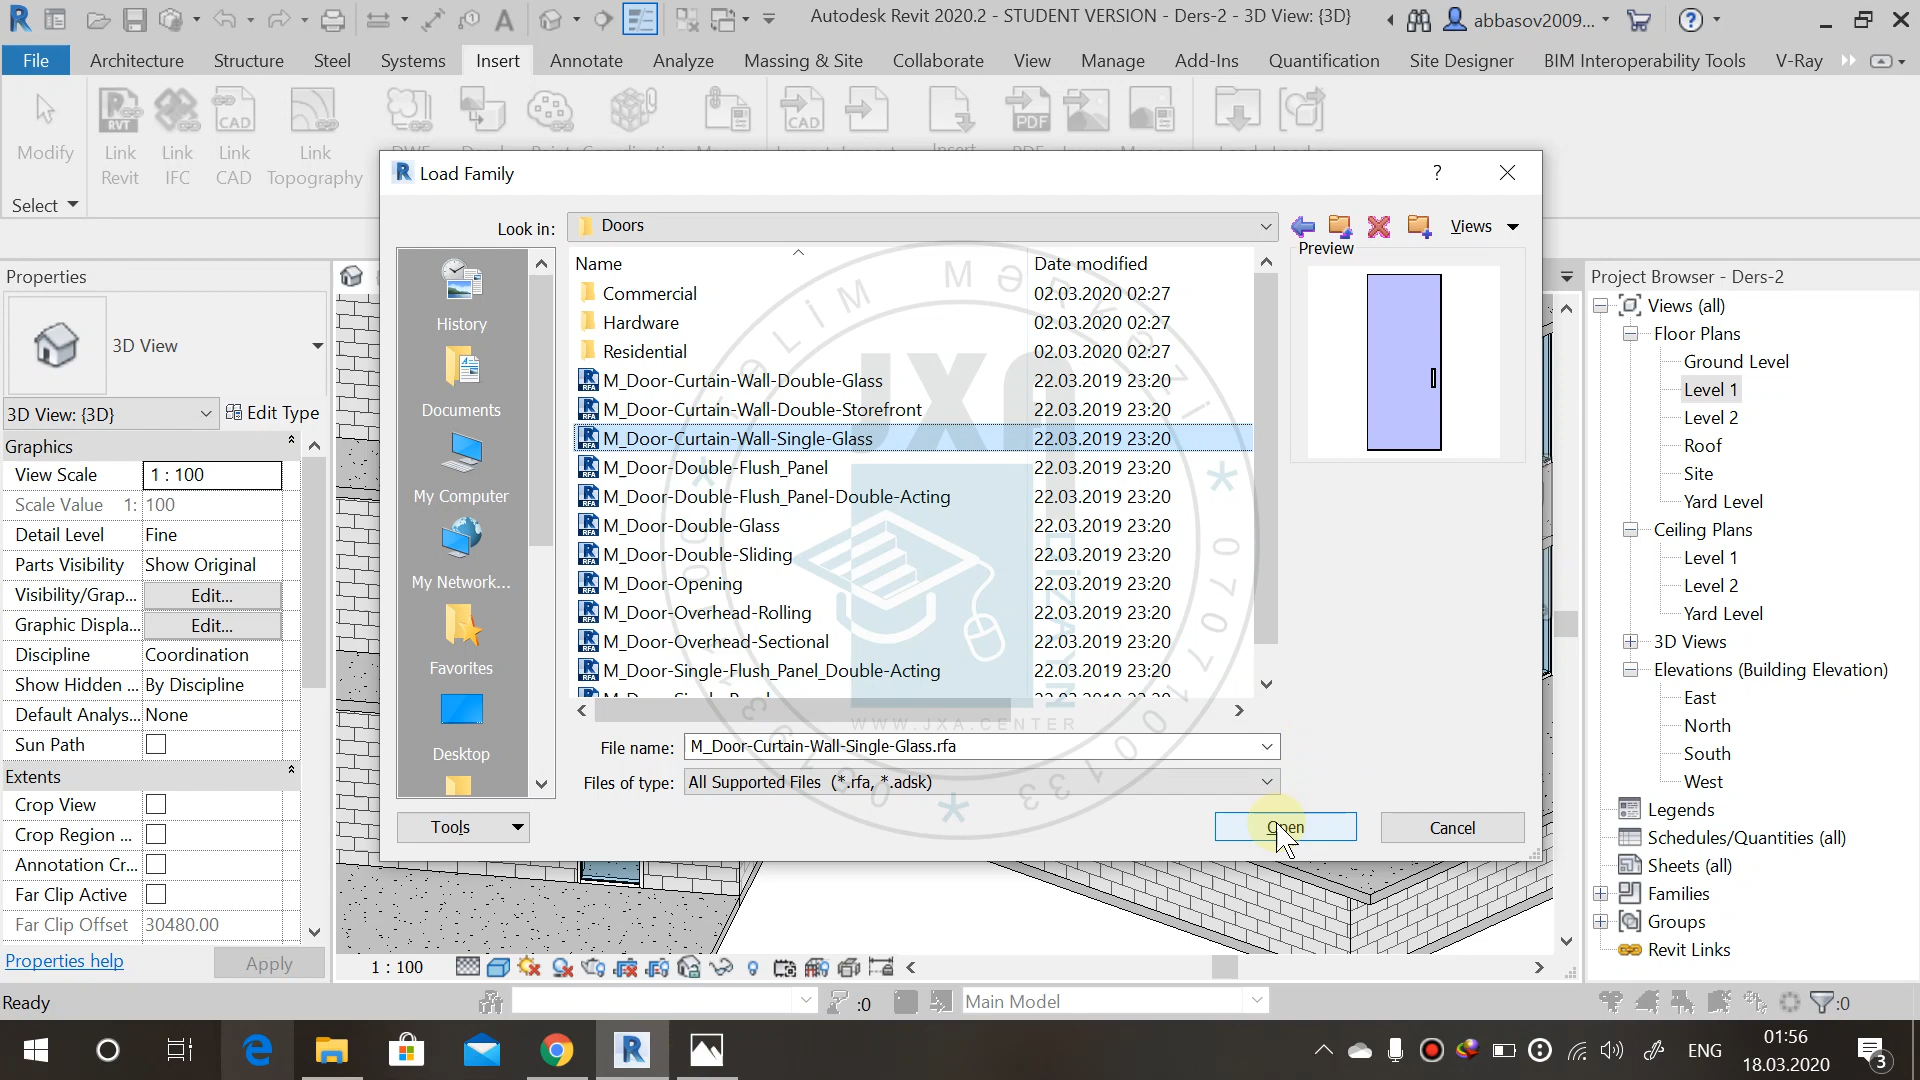 Autodesk Revit 2020.2 - STUDENT VERSION - Ders-2 - 3D View: {3D}
abbasov2009...
File Architecture Structure Steel Systems Insert Annotate Analyze Massing & Site Collaborate View Manage Add-Ins Quantification Site Designer BIM Interoperability Tools V-Ray
Modify
Link Revit
Link IFC
Link CAD
Link Topography
Select
Load Family
Look in: Doors
Views
Preview
Name Date modified
Commercial 02.03.2020 02:27
Hardware 02.03.2020 02:27
Residential 02.03.2020 02:27
M_Door-Curtain-Wall-Double-Glass 22.03.2019 23:20
M_Door-Curtain-Wall-Double-Storefront 22.03.2019 23:20
M_Door-Curtain-Wall-Single-Glass 22.03.2019 23:20
M_Door-Double-Flush_Panel 22.03.2019 23:20
M_Door-Double-Flush_Panel-Double-Acting 22.03.2019 23:20
M_Door-Double-Glass 22.03.2019 23:20
M_Door-Double-Sliding 22.03.2019 23:20
M_Door-Opening 22.03.2019 23:20
M_Door-Overhead-Rolling 22.03.2019 23:20
M_Door-Overhead-Sectional 22.03.2019 23:20
M_Door-Single-Flush_Panel_Double-Acting 22.03.2019 23:20
History
Documents
My Computer
My Network...
Favorites
Desktop
File name: M_Door-Curtain-Wall-Single-Glass.rfa
Files of type: All Supported Files (*.rfa, *.adsk)
Tools
Open
Cancel
JXA
DİZAYN
WWW.JXA.CENTER
Properties
3D View
3D View: {3D} Edit Type
Graphics
View Scale 1 : 100
Scale Value 1: 100
Detail Level Fine
Parts Visibility Show Original
Visibility/Grap... Edit...
Graphic Displa... Edit...
Discipline Coordination
Show Hidden ... By Discipline
Default Analys... None
Sun Path
Extents
Crop View
Crop Region ...
Annotation Cr...
Far Clip Active
Far Clip Offset 30480.00
Properties help Apply
Project Browser - Ders-2
Views (all)
Floor Plans
Ground Level
Level 1
Level 2
Roof
Site
Yard Level
Ceiling Plans
Level 1
Level 2
Yard Level
3D Views
Elevations (Building Elevation)
East
North
South
West
Legends
Schedules/Quantities (all)
Sheets (all)
Families
Groups
Revit Links
1 : 100
Ready
:0
Main Model
:0
ENG
01:56
18.03.2020
3